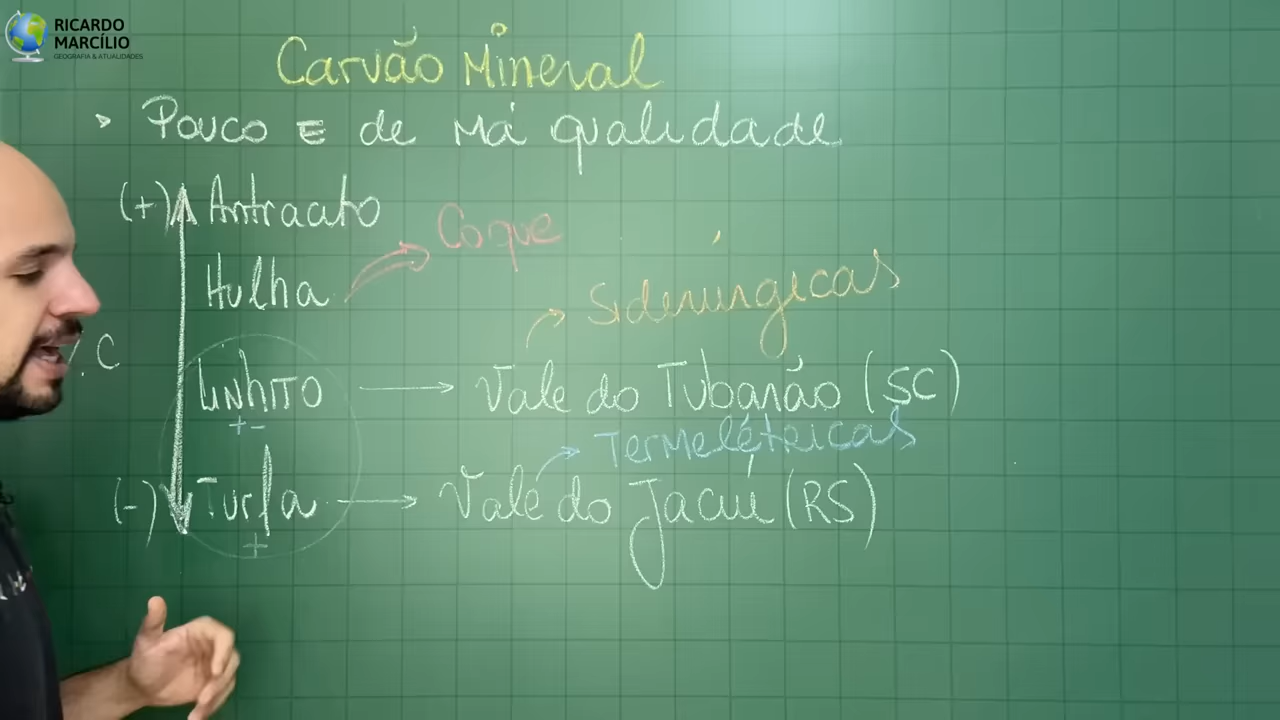 RICARDO
MARCÍLIO
GEOGRAFIA & ATUALIDADES
Carvão Mineral
> Pouco E de Má qualidade
(+) Antracito
Coque
Hulha
Siderúrgicas
% C
Linhito → Vale do Tubarão (SC)
+-
Termelétricas
(-) Turfa → Vale do Jacuí (RS)
+